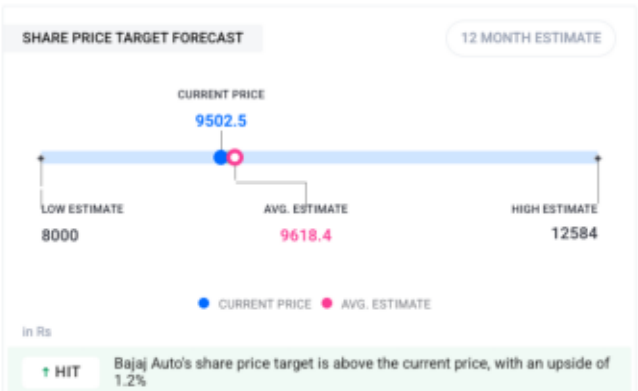 SHARE PRICE TARGET FORECAST
12 MONTH ESTIMATE
CURRENT PRICE
9502.5
LOW ESTIMATE
AVG. ESTIMATE
HIGH ESTIMATE
8000
9618.4
12584
CURRENT PRICE
AVG. ESTIMATE
in Rs
↑ HIT
Bajaj Auto's share price target is above the current price, with an upside of
1.2%